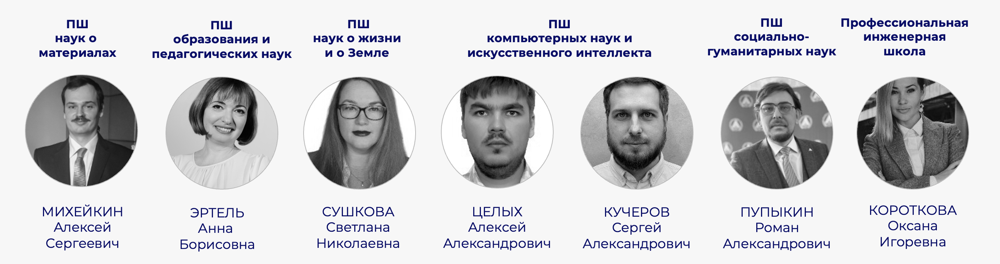 ПШ
наук о
материалах
ПШ
образования и
педагогических наук
ПШ
наук о жизни
и о Земле
ПШ
компьютерных наук и
искусственного интеллекта
ПШ
социально-
гуманитарных наук
Профессиональная
инженерная
школа
МИХЕЙКИН
Алексей
Сергеевич
ЭРТЕЛЬ
Анна
Борисовна
СУШКОВА
Светлана
Николаевна
ЦЕЛЫХ
Алексей
Александрович
КУЧЕРОВ
Сергей
Александрович
ПУПЫКИН
Роман
Александрович
КОРОТКОВА
Оксана
Игоревна